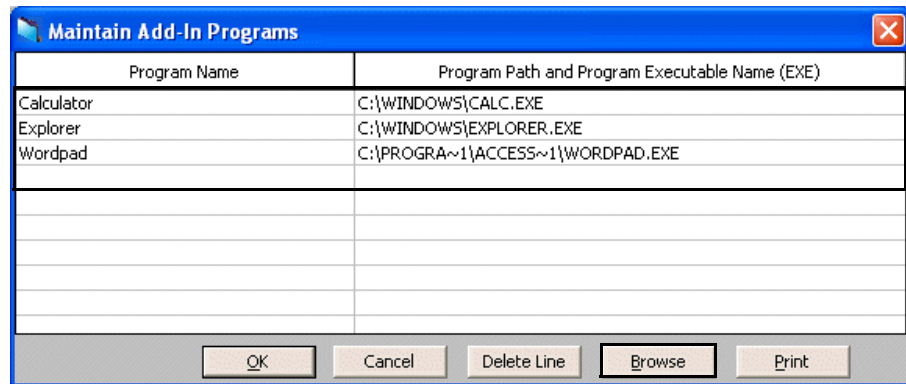 Maintain Add-In Programs
Program Name Program Path and Program Executable Name (EXE)
Calculator C:\WINDOWS\CALC.EXE
Explorer C:\WINDOWS\EXPLORER.EXE
Wordpad C:\PROGRA~1\ACCESS~1\WORDPAD.EXE
OK Cancel Delete Line Browse Print